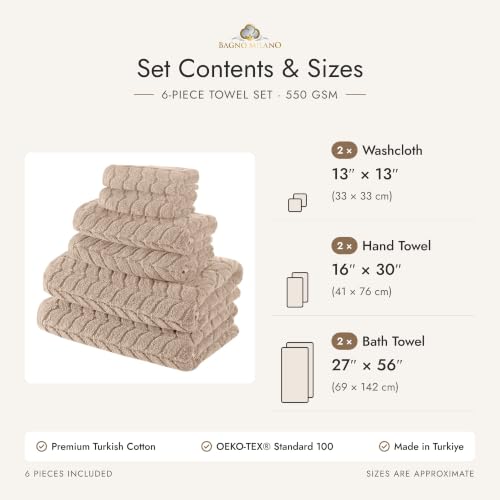 BAGNO MILANO
Set Contents & Sizes
6-PIECE TOWEL SET - 550 GSM
2 × Washcloth
13" × 13"
(33 × 33 cm)
2 × Hand Towel
16" × 30"
(41 × 76 cm)
2 × Bath Towel
27" × 56"
(69 × 142 cm)
Premium Turkish Cotton
OEKO-TEX® Standard 100
Made in Turkiye
6 PIECES INCLUDED
SIZES ARE APPROXIMATE